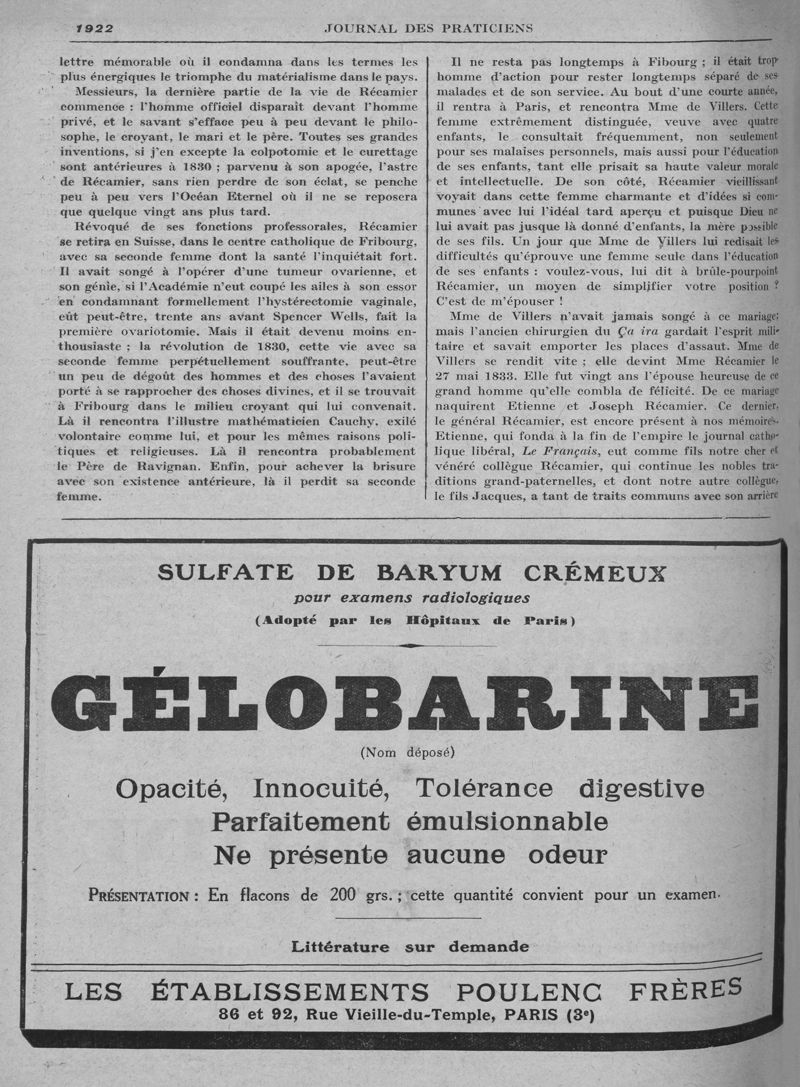 1922
JOURNAL DES PRATICIENS
lettre mémorable où il condamna dans les termes les
plus énergiques le triomphe du matérialisme dans le pays.
Messieurs, la dernière partie de la vie de Récamier
commence : l'homme officiel disparaît devant l'homme
privé, et le savant s'efface peu à peu devant le philo-
sophe, le croyant, le mari et le père. Toutes ses grandes
inventions, si j'en excepte la colpotomie et le curettage
sont antérieures à 1830 ; parvenu à son apogée, l'astre
de Récamier, sans rien perdre de son éclat, se penche
peu à peu vers l'Océan Eternel où il ne se reposera
que quelque vingt ans plus tard.
Révoqué de ses fonctions professorales, Récamier
se retira en Suisse, dans le centre catholique de Fribourg,
avec sa seconde femme dont la santé l'inquiétait fort.
Il avait songé à l'opérer d'une tumeur ovarienne, et
son génie, si l'Académie n'eut coupé les ailes à son essor
en condamnant formellement l'hystérectomie vaginale,
eût peut-être, trente ans avant Spencer Wells, fait la
première ovariotomie. Mais il était devenu moins en-
thousiaste ; la révolution de 1830, cette vie avec sa
seconde femme perpétuellement souffrante, peut-être
un peu de dégoût des hommes et des choses l'avaient
porté à se rapprocher des choses divines, et il se trouvait
à Fribourg dans le milieu croyant qui lui convenait.
Là il rencontra l'illustre mathématicien Cauchy, exilé
volontaire comme lui, et pour les mêmes raisons poli-
tiques et religieuses. Là il rencontra probablement
le Père de Ravignan. Enfin, pour achever la brisure
avec son existence antérieure, là il perdit sa seconde
femme.
Il ne resta pas longtemps à Fibourg ; il était trop
homme d'action pour rester longtemps séparé de ses
malades et de son service. Au bout d'une courte année,
il rentra à Paris, et rencontra Mme de Villers. Cette
femme extrêmement distinguée, veuve avec quatre
enfants, le consultait fréquemment, non seulement
pour ses malaises personnels, mais aussi pour l'éducation
de ses enfants, tant elle prisait sa haute valeur morale
et intellectuelle. De son côté, Récamier vieillissant
voyait dans cette femme charmante et d'idées si com-
munes avec lui l'idéal tard aperçu et puisque Dieu ne
lui avait pas jusque là donné d'enfants, la mère possible
de ses fils. Un jour que Mme de Villers lui redisait les
difficultés qu'éprouve une femme seule dans l'éducation
de ses enfants : voulez-vous, lui dit à brûle-pourpoint
Récamier, un moyen de simplifier votre position ?
C'est de m'épouser !
Mme de Villers n'avait jamais songé à ce mariage;
mais l'ancien chirurgien du Ça ira gardait l'esprit mili-
taire et savait emporter les places d'assaut. Mme de
Villers se rendit vite ; elle devint Mme Récamier le
27 mai 1833. Elle fut vingt ans l'épouse heureuse de ce
grand homme qu'elle combla de félicité. De ce mariage
naquirent Etienne et Joseph Récamier. Ce dernier,
le général Récamier, est encore présent à nos mémoires.
Etienne, qui fonda à la fin de l'empire le journal catho-
lique libéral, Le Français, eut comme fils notre cher et
vénéré collègue Récamier, qui continue les nobles tra-
ditions grand-paternelles, et dont notre autre collègue,
le fils Jacques, a tant de traits communs avec son arrière
SULFATE DE BARYUM CRÉMEUX
pour examens radiologiques
(Adopté par les Hôpitaux de Paris)
GÉLOBARINE
(Nom déposé)
Opacité, Innocuité, Tolérance digestive
Parfaitement émulsionnable
Ne présente aucune odeur
PRÉSENTATION : En flacons de 200 grs. ; cette quantité convient pour un examen.
Littérature sur demande
LES ÉTABLISSEMENTS POULENC FRÈRES
86 et 92, Rue Vieille-du-Temple, PARIS (3e)